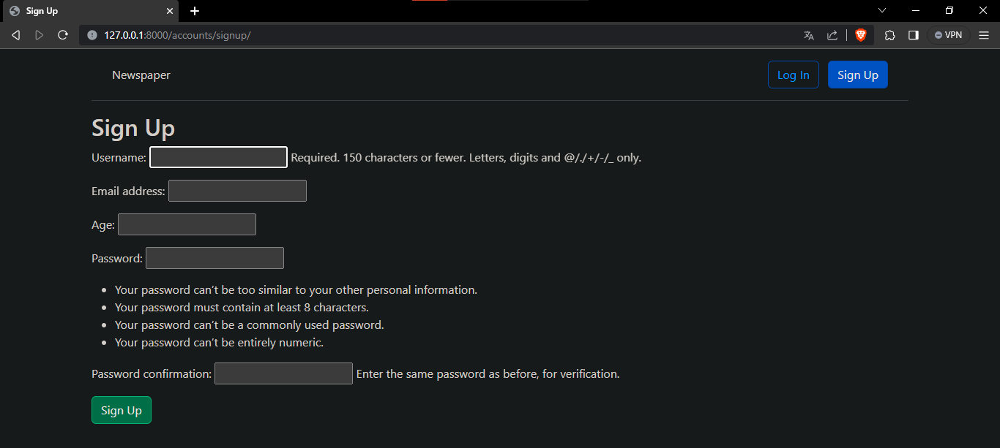 Sign Up
127.0.0.1:8000/accounts/signup/
VPN
Newspaper
Log In
Sign Up
Sign Up
Username:
Required. 150 characters or fewer. Letters, digits and @/./+/-/_ only.
Email address:
Age:
Password:
Your password can’t be too similar to your other personal information.
Your password must contain at least 8 characters.
Your password can’t be a commonly used password.
Your password can’t be entirely numeric.
Password confirmation:
Enter the same password as before, for verification.
Sign Up